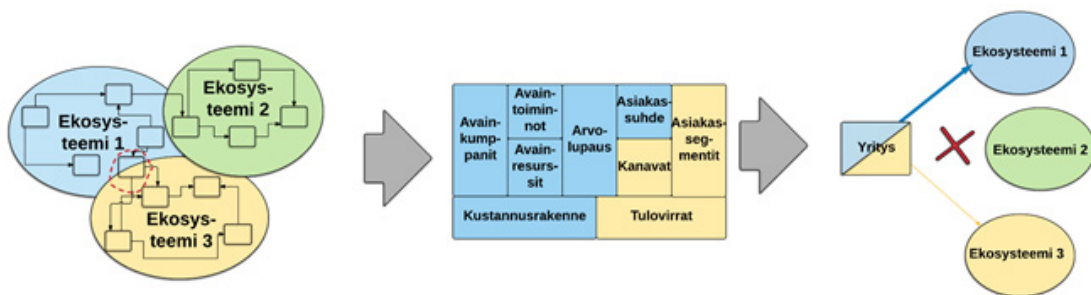 Ekosys-
teemi 1
Ekosys-
teemi 2
Ekosys-
teemi 3
Avain-
kump-
panit
Avain-
toimin-
not
Avain-
resurs-
sit
Arvo-
lupaus
Asiakas-
suhde
Kanavat
Asiakas-
seg-
mentit
Kustannusrakenne
Tulovirrat
Yritys
Ekosysteemi 1
Ekosysteemi 2
Ekosysteemi 3